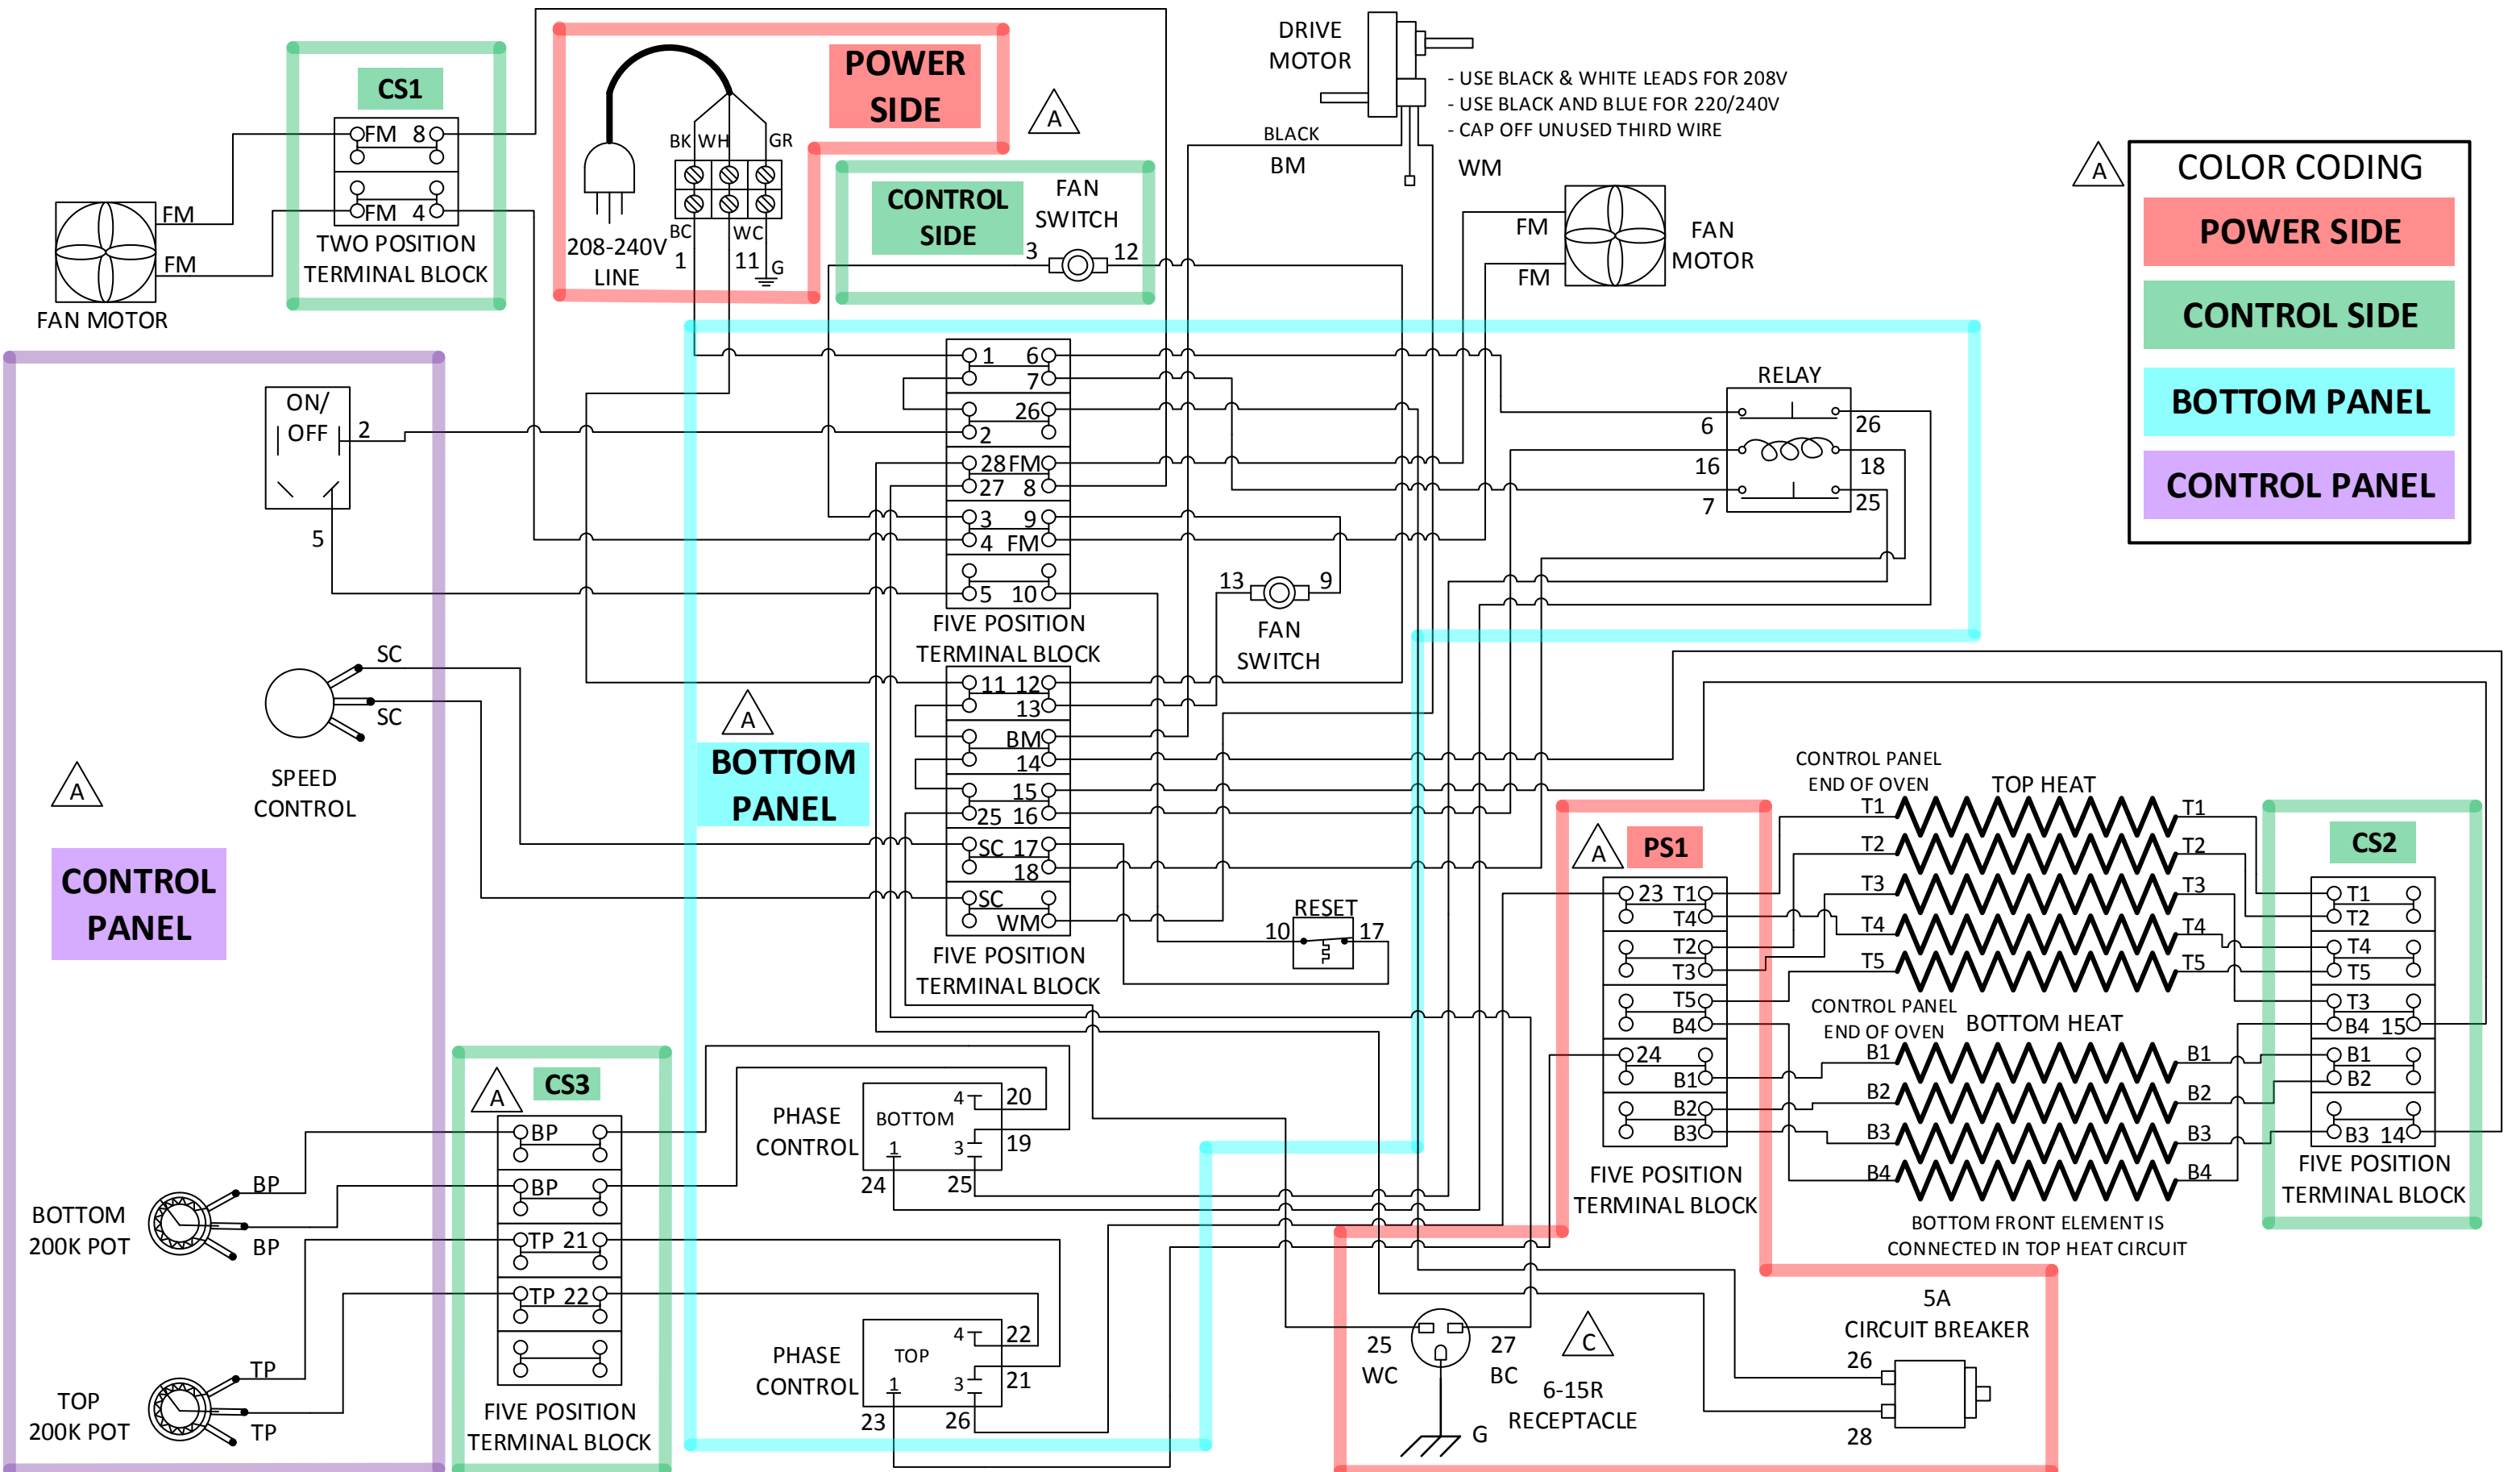 CS1
FM 8
FM 4
TWO POSITION
TERMINAL BLOCK
FM
FM
FAN MOTOR
POWER
SIDE
A
BK WH GR
BC WC
1 11 G
208-240V
LINE
CONTROL
SIDE
FAN
SWITCH
3 12
DRIVE
MOTOR
- USE BLACK & WHITE LEADS FOR 208V
- USE BLACK AND BLUE FOR 220/240V
- CAP OFF UNUSED THIRD WIRE
BLACK
BM
WM
FM
FM
FAN
MOTOR
A
COLOR CODING
POWER SIDE
CONTROL SIDE
BOTTOM PANEL
CONTROL PANEL
ON/
OFF
2
5
SC
SC
SPEED
CONTROL
A
CONTROL
PANEL
1 6
7
26
2
28 FM
27 8
3 9
4 FM
5 10
FIVE POSITION
TERMINAL BLOCK
13 9
FAN
SWITCH
RELAY
6 26
16 18
7 25
A
BOTTOM
PANEL
11 12
13
BM
14
15
25 16
SC 17
18
SC
WM
FIVE POSITION
TERMINAL BLOCK
RESET
10 17
A
PS1
23 T1
T4
T2
T3
T5
B4
24
B1
B2
B3
FIVE POSITION
TERMINAL BLOCK
CONTROL PANEL
END OF OVEN
TOP HEAT
T1 T1
T2 T2
T3 T3
T4 T4
T5 T5
CONTROL PANEL
END OF OVEN
BOTTOM HEAT
B1 B1
B2 B2
B3 B3
B4 B4
BOTTOM FRONT ELEMENT IS
CONNECTED IN TOP HEAT CIRCUIT
CS2
T1
T2
T4
T5
T3
B4 15
B1
B2
B3 14
FIVE POSITION
TERMINAL BLOCK
A
CS3
BP
BP
TP 21
TP 22
FIVE POSITION
TERMINAL BLOCK
BOTTOM
200K POT
BP
BP
TOP
200K POT
TP
TP
PHASE
CONTROL
BOTTOM
4 20
1 3 19
24 25
PHASE
CONTROL
TOP
4 22
1 3 21
23 26
25 27
WC BC
G
C
6-15R
RECEPTACLE
5A
CIRCUIT BREAKER
26
28